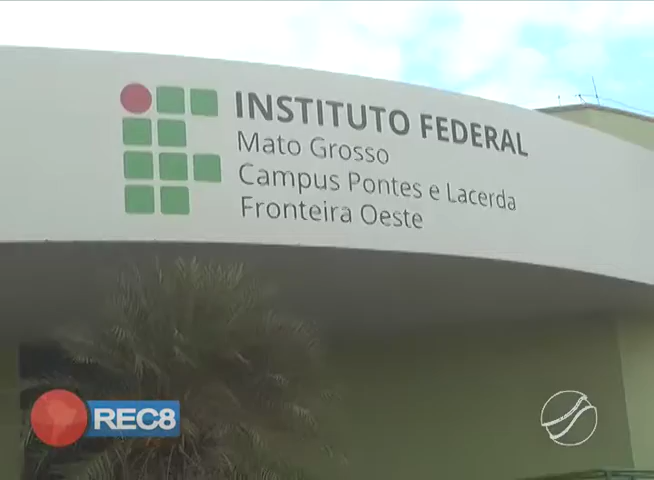 INSTITUTO FEDERAL
Mato Grosso
Campus Pontes e Lacerda
Fronteira Oeste
REC8